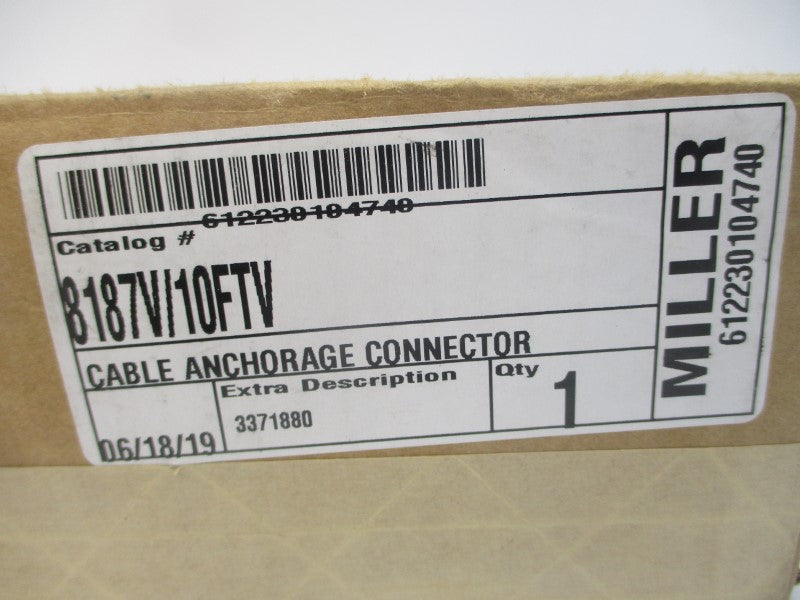 612230104740
Catalog #
8187V/10FTV
CABLE ANCHORAGE CONNECTOR
06/18/19
Extra Description
3371880
Qty
1
MILLER
612230104740